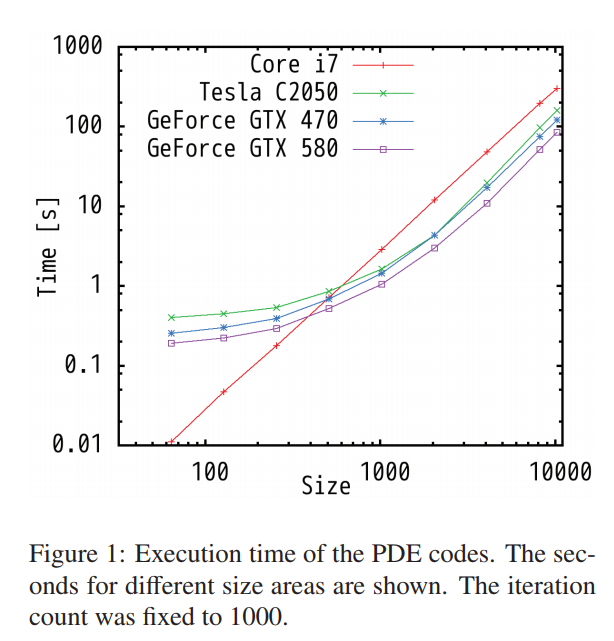 1000
100
10
1
0.1
0.01
Time [s]
Core i7
Tesla C2050
GeForce GTX 470
GeForce GTX 580
100
1000
10000
Size
Figure 1: Execution time of the PDE codes. The sec-
onds for different size areas are shown. The iteration
count was fixed to 1000.